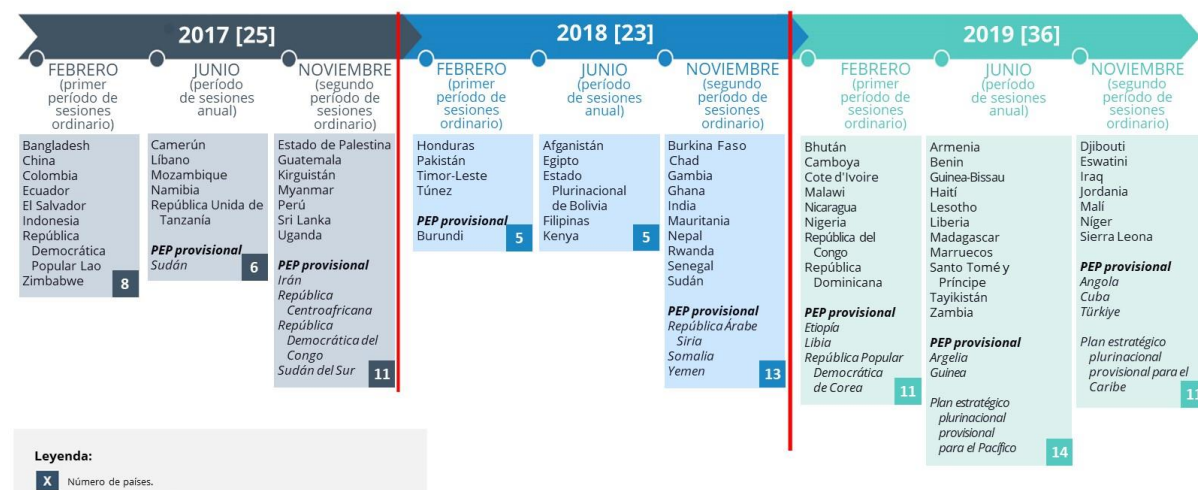 2017 [25]
FEBRERO
(primer
período de
sesiones
ordinario)
Bangladesh
China
Colombia
Ecuador
El Salvador
Indonesia
República
Democrática
Popular Lao
Zimbabwe
8
JUNIO
(período
de sesiones
anual)
Camerún
Líbano
Mozambique
Namibia
República Unida de
Tanzanía
PEP provisional
Sudán
6
NOVIEMBRE
(segundo
período de
sesiones
ordinario)
Estado de Palestina
Guatemala
Kirguistán
Myanmar
Perú
Sri Lanka
Uganda
PEP provisional
Irán
República
Centroafricana
República
Democrática del
Congo
Sudán del Sur
11
2018 [23]
FEBRERO
(primer
período de
sesiones
ordinario)
Honduras
Pakistán
Timor-Leste
Túnez
PEP provisional
Burundi
5
JUNIO
(período
de sesiones
anual)
Afganistán
Egipto
Estado
Plurinacional
de Bolivia
Filipinas
Kenya
5
NOVIEMBRE
(segundo
período de
sesiones
ordinario)
Burkina Faso
Chad
Gambia
Ghana
India
Mauritania
Nepal
Rwanda
Senegal
Sudán
PEP provisional
República Árabe
Siria
Somalia
Yemen
13
2019 [36]
FEBRERO
(primer
período de
sesiones
ordinario)
Bhután
Camboya
Cote d'Ivoire
Malawi
Nicaragua
Nigeria
República del
Congo
República
Dominicana
PEP provisional
Etiopía
Libia
República Popular
Democrática
de Corea
11
JUNIO
(período
de sesiones
anual)
Armenia
Benin
Guinea-Bissau
Haití
Lesotho
Liberia
Madagascar
Marruecos
Santo Tomé y
Príncipe
Tayikistán
Zambia
PEP provisional
Argelia
Guinea
Plan estratégico
plurinacional
provisional
para el Pacífico
14
NOVIEMBRE
(segundo
período de
sesiones
ordinario)
Djibouti
Eswatini
Iraq
Jordania
Malí
Níger
Sierra Leona
PEP provisional
Angola
Cuba
Türkiye
Plan estratégico
plurinacional
provisional para el
Caribe
11
Leyenda:
X Número de países.